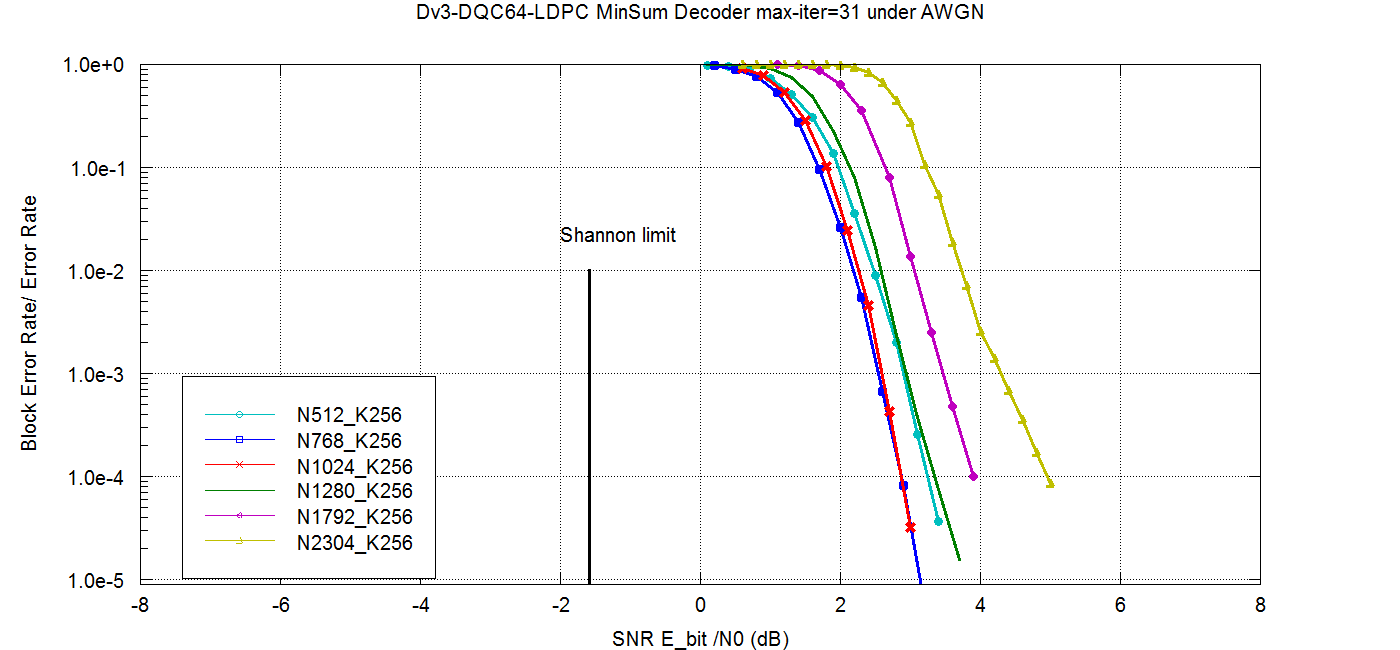 Dv3-DQC64-LDPC MinSum Decoder max-iter=31 under AWGN
1.0e+0
1.0e-1
1.0e-2
1.0e-3
1.0e-4
1.0e-5
Block Error Rate/ Error Rate
Shannon limit
N512_K256
N768_K256
N1024_K256
N1280_K256
N1792_K256
N2304_K256
-8 -6 -4 -2 0 2 4 6 8
SNR E_bit /N0 (dB)